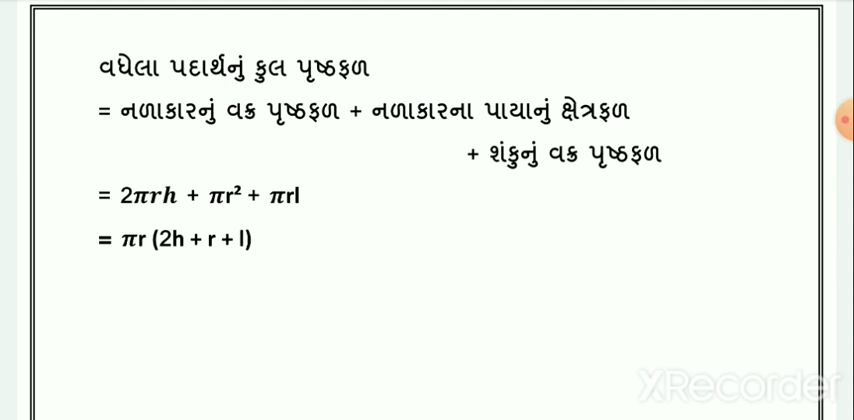 વધેલા પદાર્થનું કુલ પૃષ્ઠફળ
= નળાકારનું વક્ર પૃષ્ઠફળ + નળાકારના પાયાનું ક્ષેત્રફળ
+ શંકુનું વક્ર પૃષ્ઠફળ
= 2πrh + πr² + πrl
= πr (2h + r + l)
XRecorder